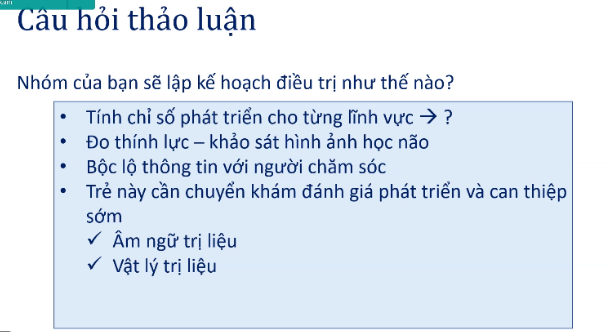 Câu hỏi thảo luận
Nhóm của bạn sẽ lập kế hoạch điều trị như thế nào?
• Tính chỉ số phát triển cho từng lĩnh vực → ?
• Đo thính lực – khảo sát hình ảnh học não
• Bộc lộ thông tin với người chăm sóc
• Trẻ này cần chuyển khám đánh giá phát triển và can thiệp
sớm
✓ Âm ngữ trị liệu
✓ Vật lý trị liệu